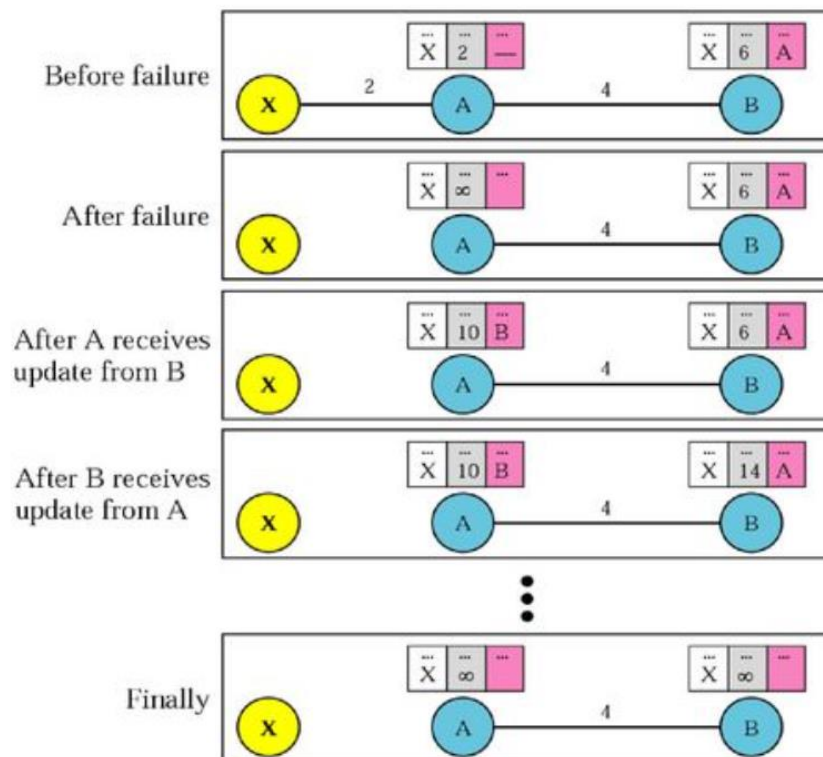 ... ... ...
X 2 —
... ... ...
X 6 A
Before failure
2
4
X
A
B
... ... ...
X ∞
... ... ...
X 6 A
After failure
4
X
A
B
... ... ...
X 10 B
... ... ...
X 6 A
After A receives
update from B
4
X
A
B
... ... ...
X 10 B
... ... ...
X 14 A
After B receives
update from A
4
X
A
B
... ... ...
X ∞
... ... ...
X ∞
Finally
4
X
A
B